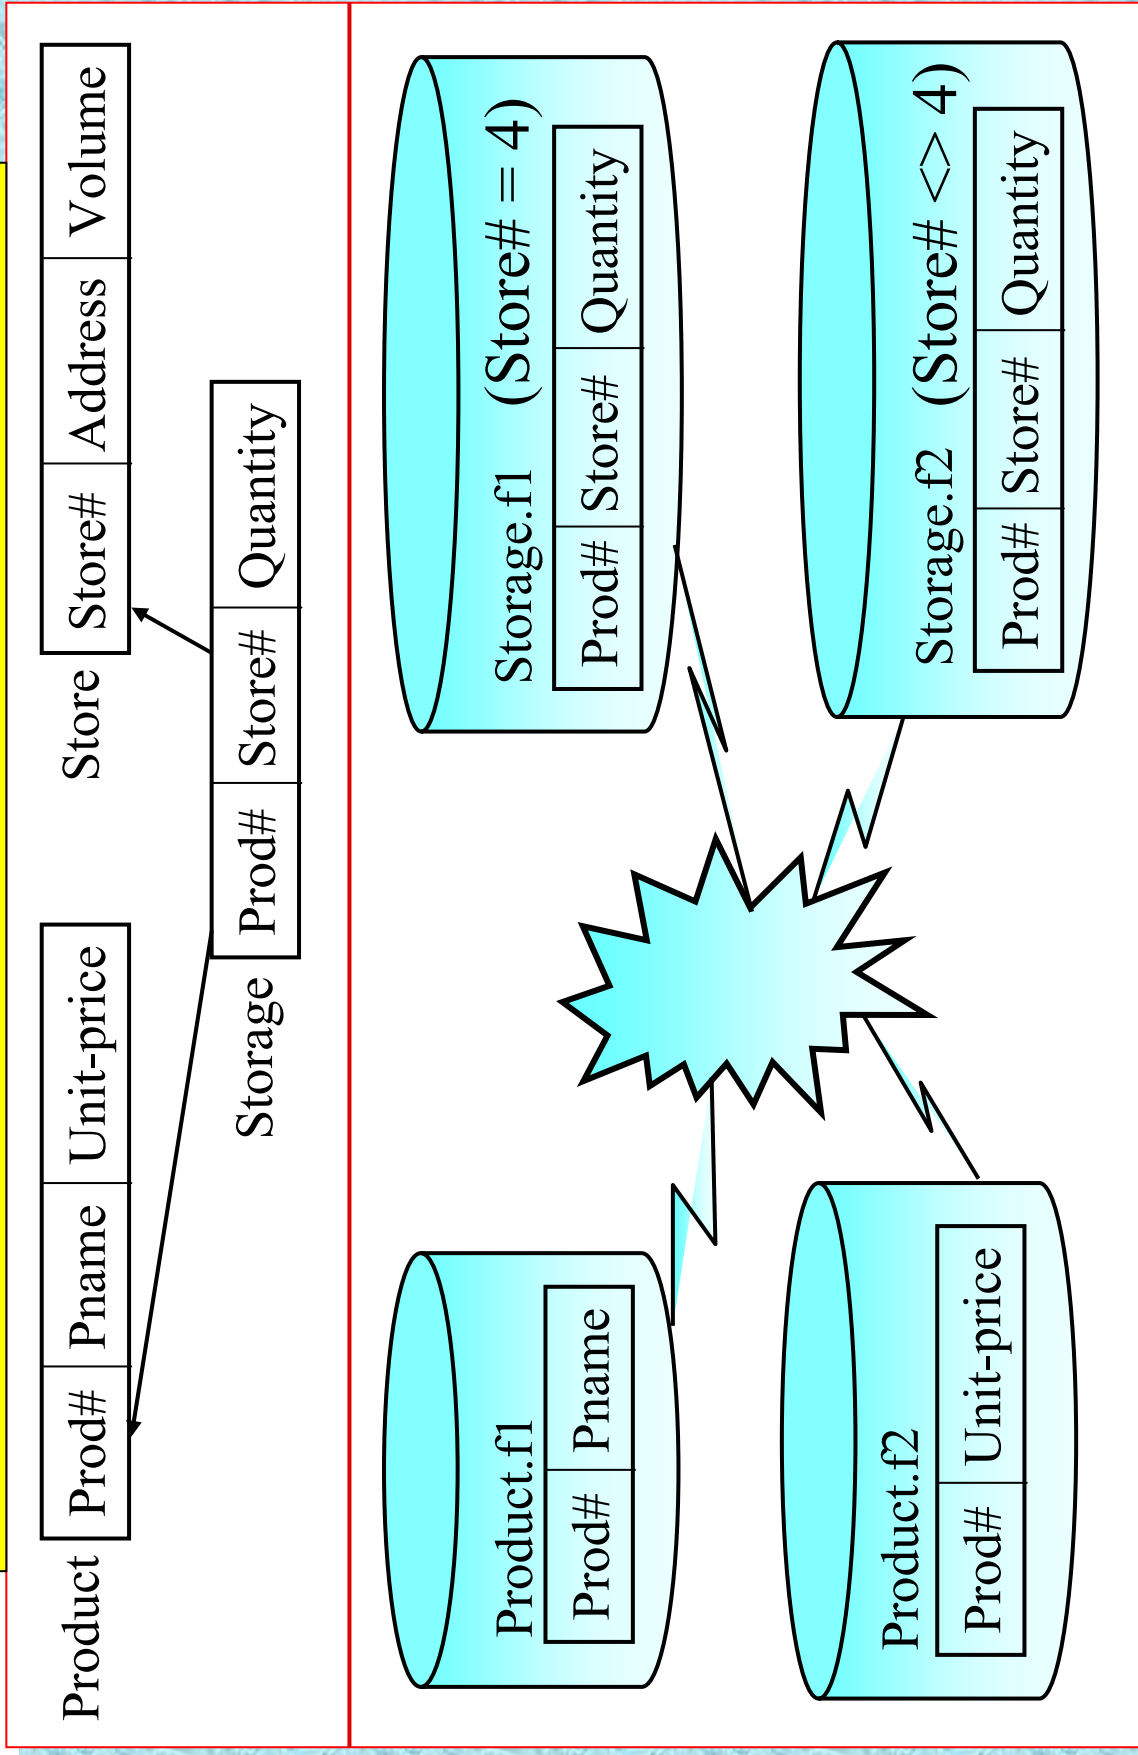 Product Prod# Pname Unit-price Store Store# Address Volume
Storage Prod# Store# Quantity
Product.f1
Prod# Pname
Storage.f1 (Store# = 4)
Prod# Store# Quantity
Product.f2
Prod# Unit-price
Storage.f2 (Store# <> 4)
Prod# Store# Quantity